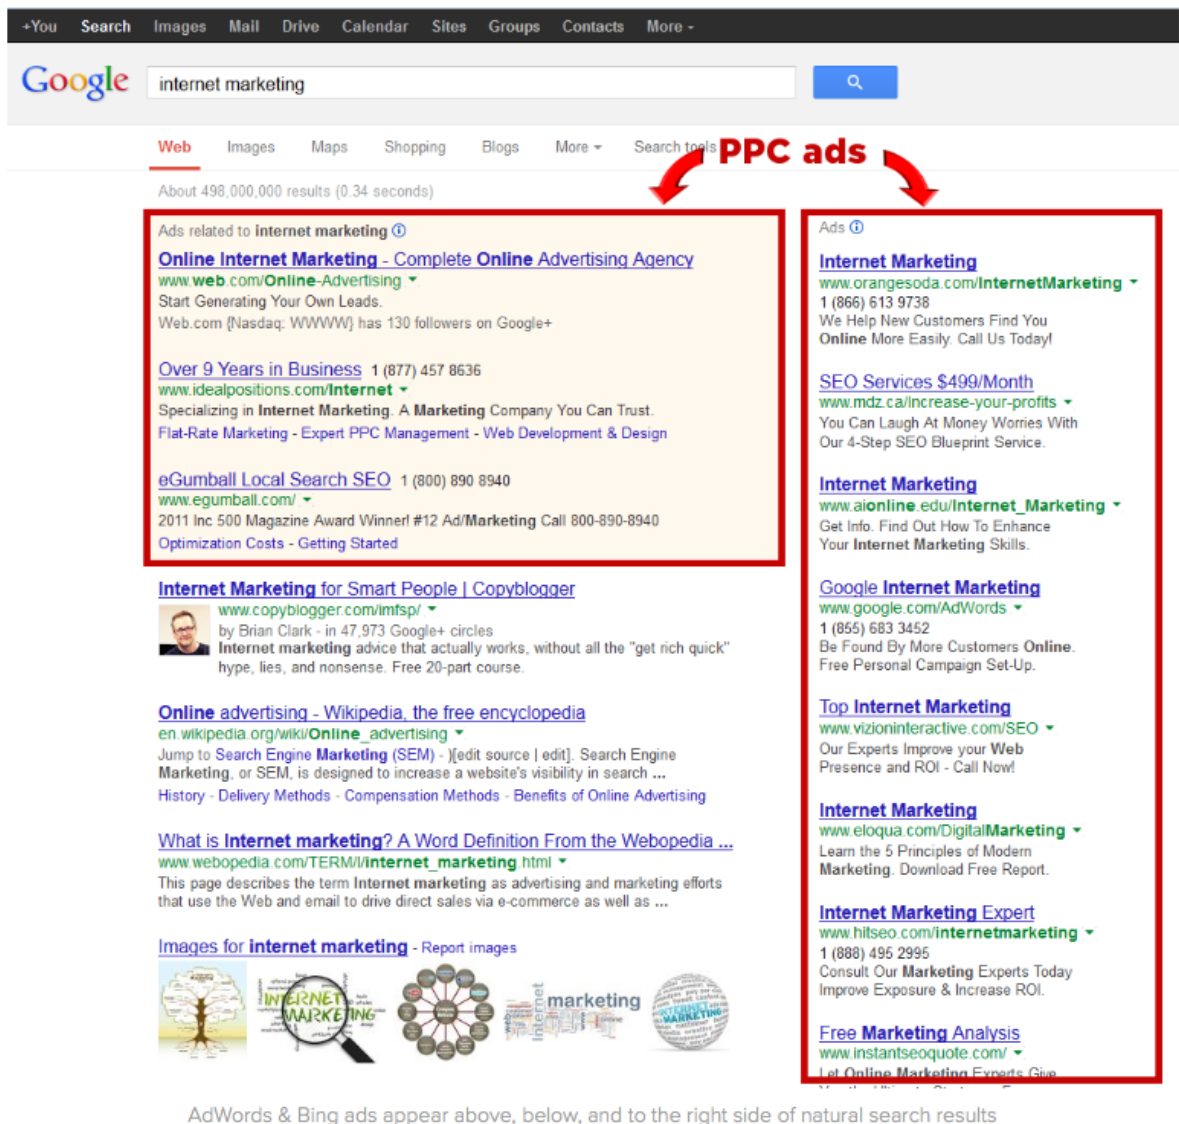 +You Search Images Mail Drive Calendar Sites Groups Contacts More
Google internet marketing
Web Images Maps Shopping Blogs More Search tools
PPC ads
About 498,000,000 results (0.34 seconds)
Ads related to internet marketing
Online Internet Marketing - Complete Online Advertising Agency
www.web.com/Online-Advertising
Start Generating Your Own Leads.
Web.com {Nasdaq: WWWW} has 130 followers on Google+
Over 9 Years in Business 1 (877) 457 8636
www.idealpositions.com/Internet
Specializing in Internet Marketing. A Marketing Company You Can Trust.
Flat-Rate Marketing - Expert PPC Management - Web Development & Design
eGumball Local Search SEO 1 (800) 890 8940
www.egumball.com/
2011 Inc 500 Magazine Award Winner! #12 Ad/Marketing Call 800-890-8940
Optimization Costs - Getting Started
Internet Marketing for Smart People | Copyblogger
www.copyblogger.com/imfsp/
by Brian Clark - in 47,973 Google+ circles
Internet marketing advice that actually works, without all the "get rich quick"
hype, lies, and nonsense. Free 20-part course.
Online advertising - Wikipedia, the free encyclopedia
en.wikipedia.org/wiki/Online_advertising
Jump to Search Engine Marketing (SEM) - )[edit source | edit]. Search Engine
Marketing, or SEM, is designed to increase a website's visibility in search ...
History - Delivery Methods - Compensation Methods - Benefits of Online Advertising
What is Internet marketing? A Word Definition From the Webopedia ...
www.webopedia.com/TERM/I/internet_marketing.html
This page describes the term Internet marketing as advertising and marketing efforts
that use the Web and email to drive direct sales via e-commerce as well as ...
Images for internet marketing - Report images
INTERNET
MARKETING
Internet
marketing
web
INTERNET
MARKETING
Ads
Internet Marketing
www.orangesoda.com/InternetMarketing
1 (866) 613 9738
We Help New Customers Find You
Online More Easily. Call Us Today!
SEO Services $499/Month
www.mdz.ca/Increase-your-profits
You Can Laugh At Money Worries With
Our 4-Step SEO Blueprint Service.
Internet Marketing
www.aionline.edu/Internet_Marketing
Get Info. Find Out How To Enhance
Your Internet Marketing Skills.
Google Internet Marketing
www.google.com/AdWords
1 (855) 683 3452
Be Found By More Customers Online.
Free Personal Campaign Set-Up.
Top Internet Marketing
www.vizioninteractive.com/SEO
Our Experts Improve your Web
Presence and ROI - Call Now!
Internet Marketing
www.eloqua.com/DigitalMarketing
Learn the 5 Principles of Modern
Marketing. Download Free Report.
Internet Marketing Expert
www.hitseo.com/internetmarketing
1 (888) 495 2995
Consult Our Marketing Experts Today
Improve Exposure & Increase ROI.
Free Marketing Analysis
www.instantseoquote.com/
Let Online Marketing Experts Give
AdWords & Bing ads appear above, below, and to the right side of natural search results